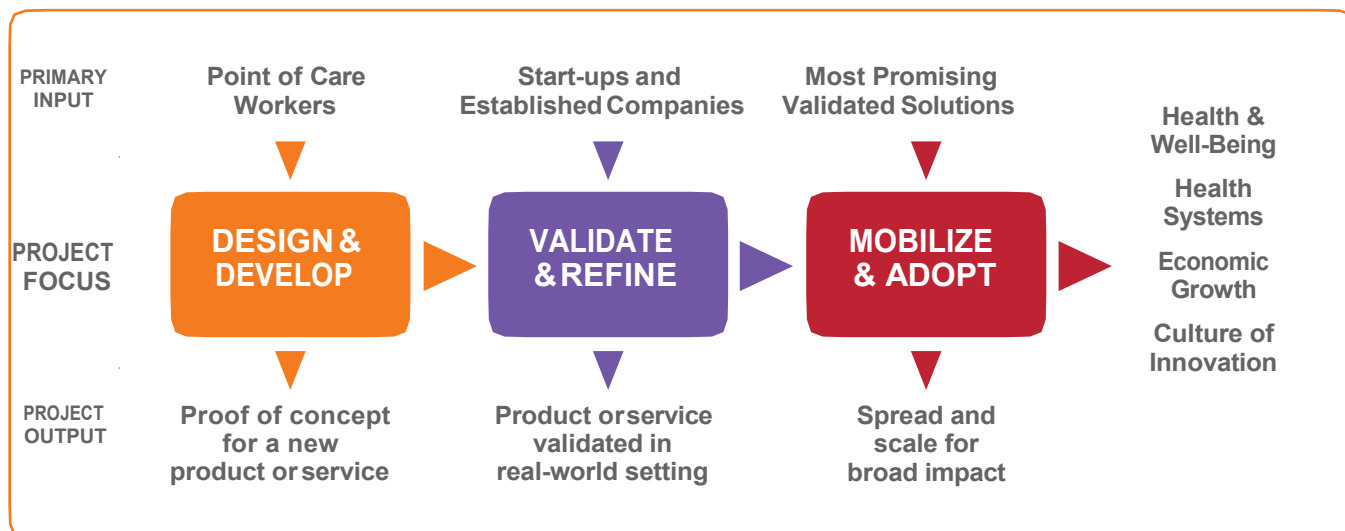 PRIMARY
INPUT
Point of Care
Workers
Start-ups and
Established Companies
Most Promising
Validated Solutions
PROJECT
FOCUS
DESIGN &
DEVELOP
VALIDATE
& REFINE
MOBILIZE
& ADOPT
Health &
Well-Being
Health
Systems
Economic
Growth
Culture of
Innovation
PROJECT
OUTPUT
Proof of concept
for a new
product or service
Product or service
validated in
real-world setting
Spread and
scale for
broad impact